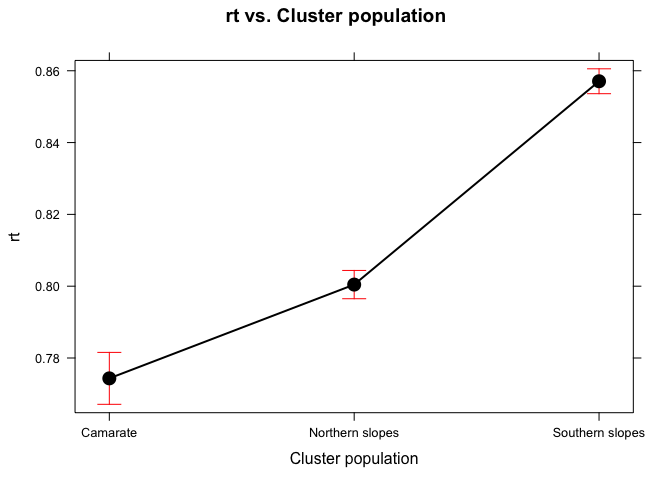 rt vs. Cluster population
0.86
0.84
0.82
0.80
0.78
rt
Camarate Northern slopes Southern slopes
Cluster population